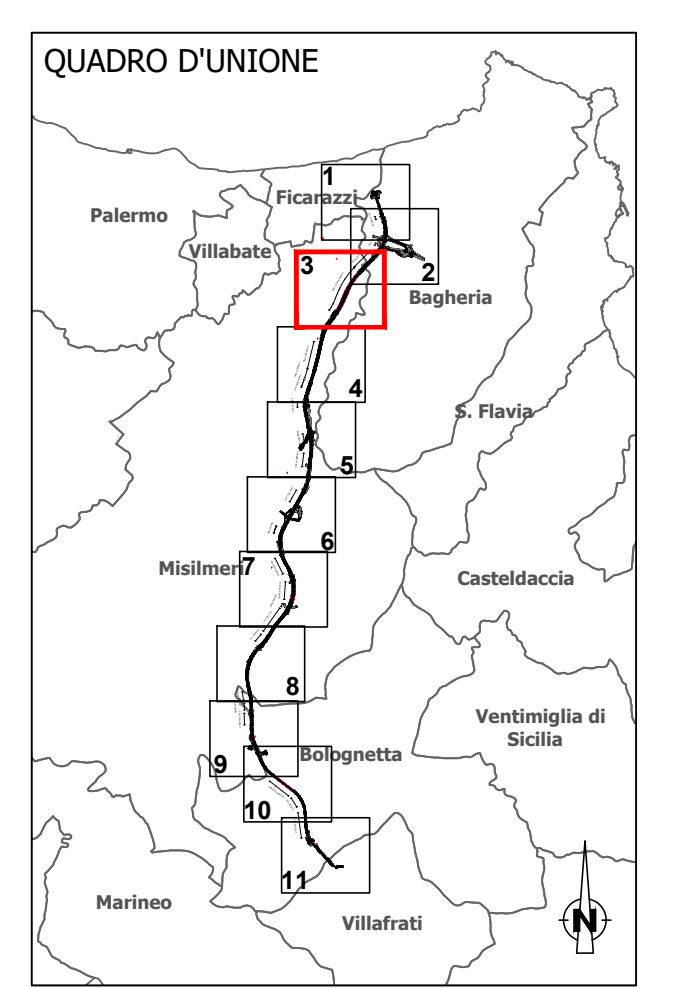 QUADRO D'UNIONE
1
Ficarazzi
Palermo
Villabate
3
2
Bagheria
4
S. Flavia
5
6
Misilmeri
7
Casteldaccia
8
Ventimiglia di
Sicilia
9
Bolognetta
10
11
Marineo
Villafrati
N